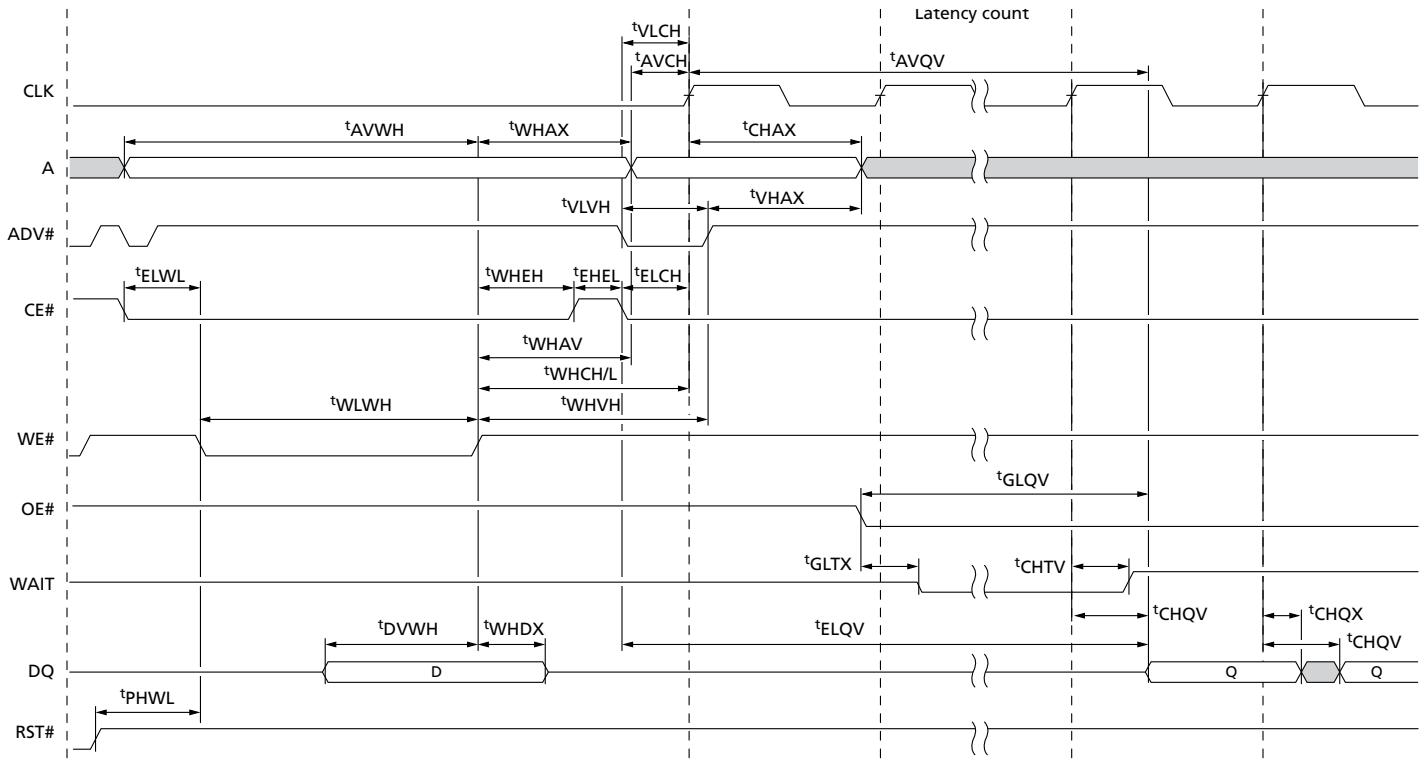 Latency count
tVLCH
tAVCH tAVQV
CLK
tAVWH tWHAX tCHAX
A
tVLVH tVHAX
ADV#
tELWL tWHEH tEHEL tELCH
CE#
tWHAV
tWHCH/L
tWLWH tWHVH
WE#
tGLQV
OE#
tGLTX tCHTV
WAIT
tCHQV tCHQX
tDVWH tWHDX tELQV tCHQV
DQ D Q Q
tPHWL
RST#